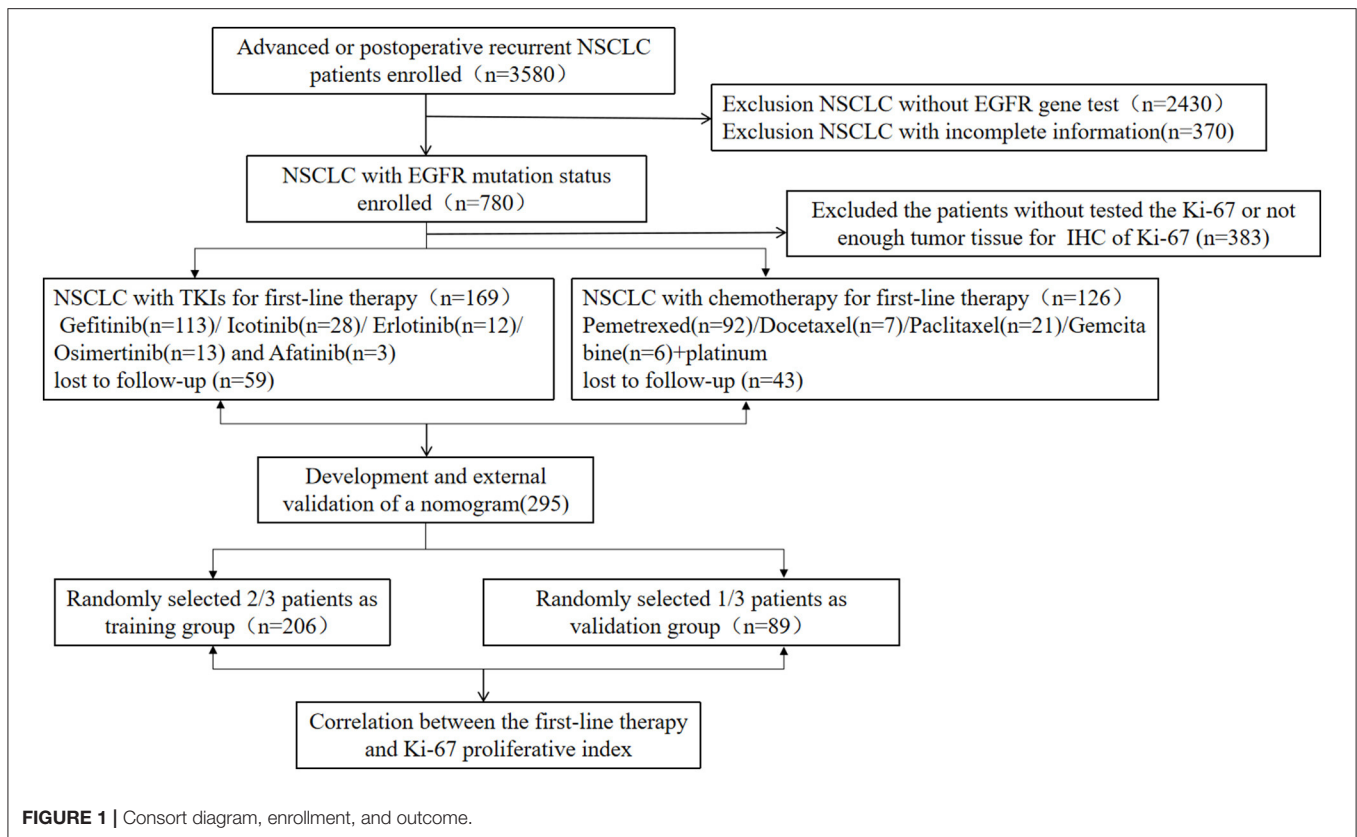 Advanced or postoperative recurrent NSCLC
patients enrolled（n=3580）
Exclusion NSCLC without EGFR gene test（n=2430）
Exclusion NSCLC with incomplete information(n=370)
NSCLC with EGFR mutation status
enrolled（n=780）
Excluded the patients without tested the Ki-67 or not
enough tumor tissue for IHC of Ki-67 (n=383)
NSCLC with TKIs for first-line therapy（n=169）
Gefitinib(n=113)/ Icotinib(n=28)/ Erlotinib(n=12)/
Osimertinib(n=13) and Afatinib(n=3)
lost to follow-up (n=59)
NSCLC with chemotherapy for first-line therapy（n=126）
Pemetrexed(n=92)/Docetaxel(n=7)/Paclitaxel(n=21)/Gemcita
bine(n=6)+platinum
lost to follow-up (n=43)
Development and external
validation of a nomogram(295)
Randomly selected 2/3 patients as
training group（n=206）
Randomly selected 1/3 patients as
validation group（n=89）
Correlation between the first-line therapy
and Ki-67 proliferative index
FIGURE 1 | Consort diagram, enrollment, and outcome.